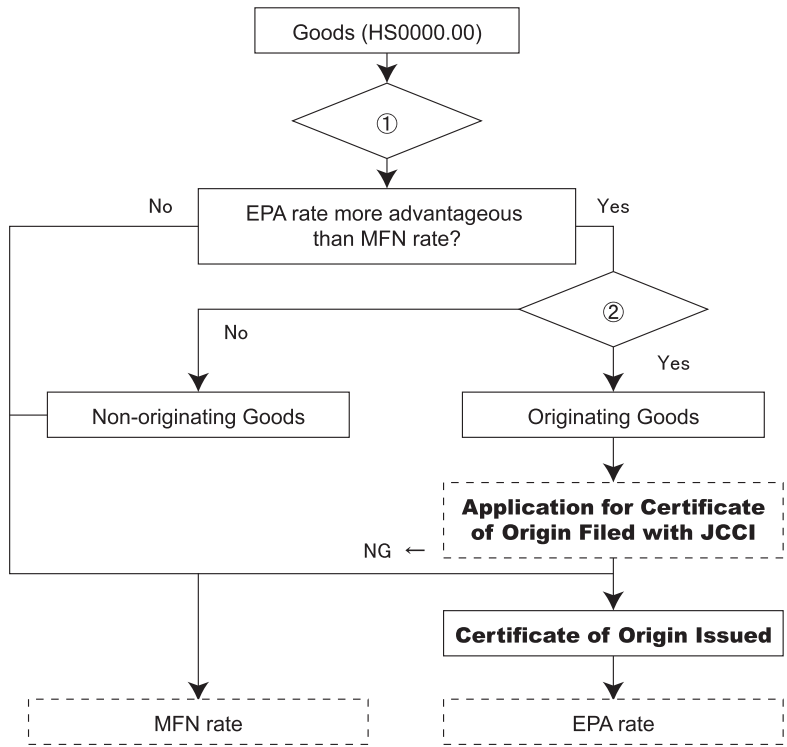 Goods (HS0000.00)
①
No
Yes
EPA rate more advantageous
than MFN rate?
②
No
Yes
Non-originating Goods
Originating Goods
Application for Certificate
of Origin Filed with JCCI
NG ←
Certificate of Origin Issued
MFN rate
EPA rate